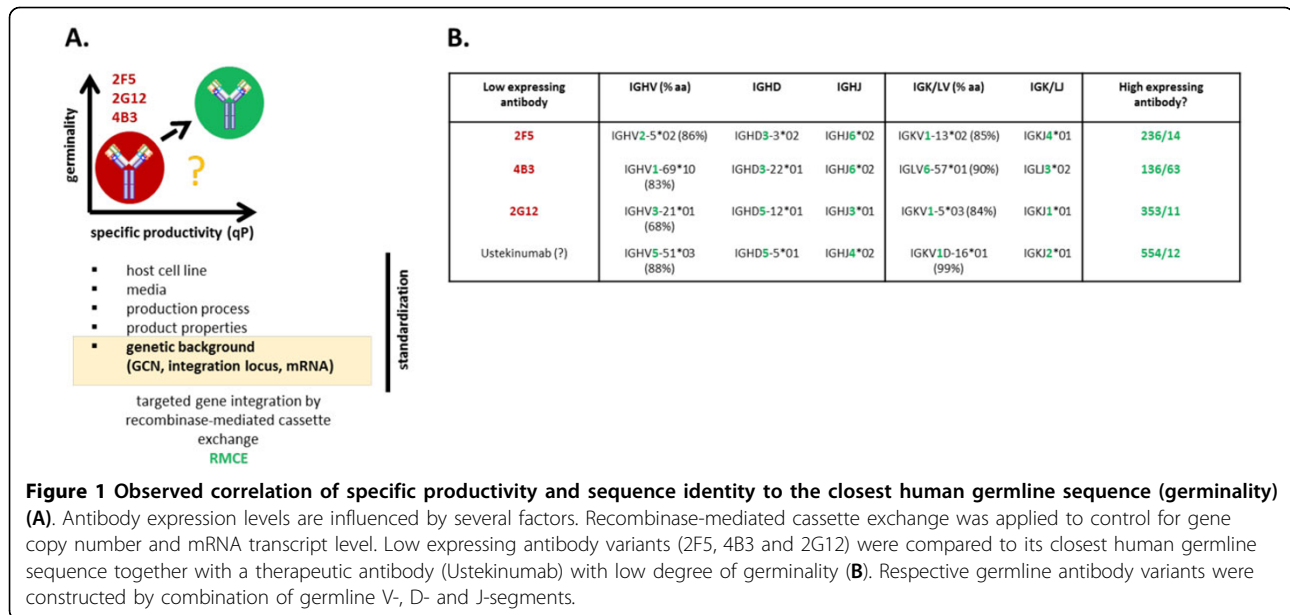 A.
2F5
2G12
4B3
?
germinality
specific productivity (qP)
▪ host cell line
▪ media
▪ production process
▪ product properties
▪ genetic background
(GCN, integration locus, mRNA)
standardization
targeted gene integration by
recombinase-mediated cassette
exchange
RMCE
B.
Low expressing antibody | IGHV (% aa) | IGHD | IGHJ | IGK/LV (% aa) | IGK/LJ | High expressing antibody?
2F5 | IGHV2-5*02 (86%) | IGHD3-3*02 | IGHJ6*02 | IGKV1-13*02 (85%) | IGKJ4*01 | 236/14
4B3 | IGHV1-69*10 (83%) | IGHD3-22*01 | IGHJ6*02 | IGLV6-57*01 (90%) | IGLJ3*02 | 136/63
2G12 | IGHV3-21*01 (68%) | IGHD5-12*01 | IGHJ3*01 | IGKV1-5*03 (84%) | IGKJ1*01 | 353/11
Ustekinumab (?) | IGHV5-51*03 (88%) | IGHD5-5*01 | IGHJ4*02 | IGKV1D-16*01 (99%) | IGKJ2*01 | 554/12
Figure 1 Observed correlation of specific productivity and sequence identity to the closest human germline sequence (germinality)
(A). Antibody expression levels are influenced by several factors. Recombinase-mediated cassette exchange was applied to control for gene
copy number and mRNA transcript level. Low expressing antibody variants (2F5, 4B3 and 2G12) were compared to its closest human germline
sequence together with a therapeutic antibody (Ustekinumab) with low degree of germinality (B). Respective germline antibody variants were
constructed by combination of germline V-, D- and J-segments.